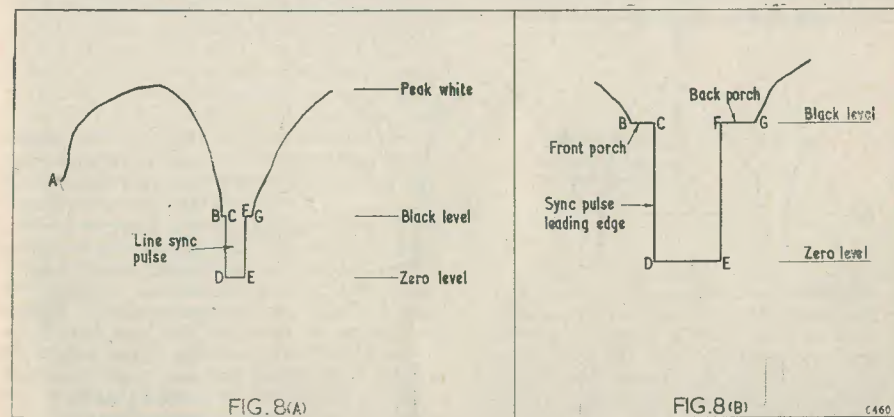 Peak white
A
B C F G
Black level
Line sync
pulse
D E
Zero level
FIG. 8(A)
Back porch
B C F G
Black level
Front porch
Sync pulse
leading edge
D E
Zero level
FIG. 8(B)